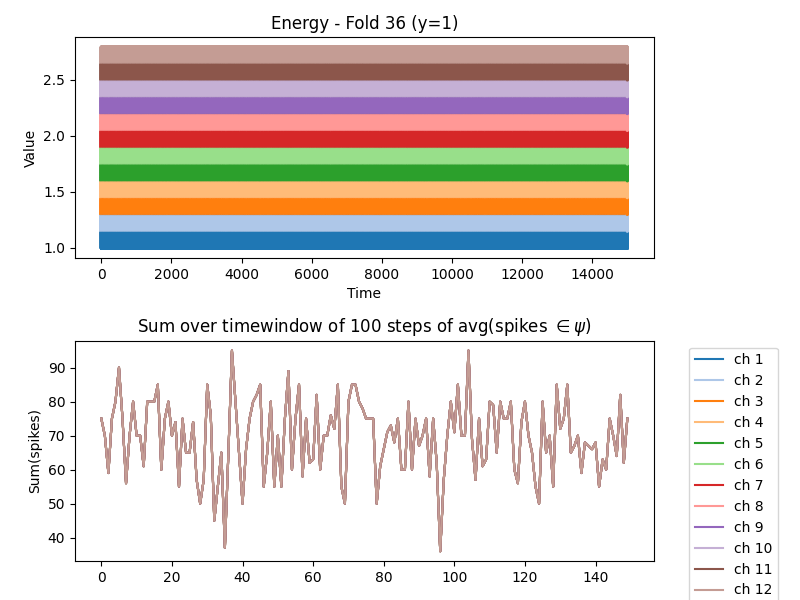 Energy - Fold 36 (y=1)
Value
2.5
2.0
1.5
1.0
0 2000 4000 6000 8000 10000 12000 14000
Time
Sum over timewindow of 100 steps of avg(spikes ∈ψ)
Sum(spikes)
90
80
70
60
50
40
0 20 40 60 80 100 120 140
ch 1
ch 2
ch 3
ch 4
ch 5
ch 6
ch 7
ch 8
ch 9
ch 10
ch 11
ch 12